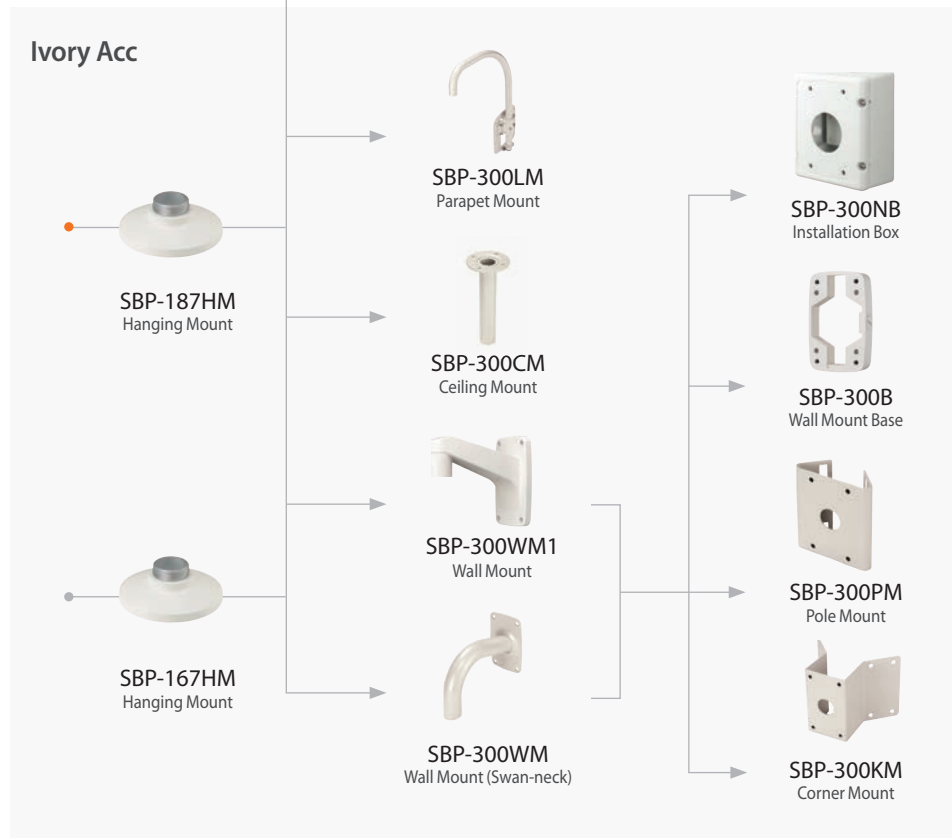 Ivory Acc
SBP-187HM
Hanging Mount
SBP-167HM
Hanging Mount
SBP-300LM
Parapet Mount
SBP-300CM
Ceiling Mount
SBP-300WM1
Wall Mount
SBP-300WM
Wall Mount (Swan-neck)
SBP-300NB
Installation Box
SBP-300B
Wall Mount Base
SBP-300PM
Pole Mount
SBP-300KM
Corner Mount